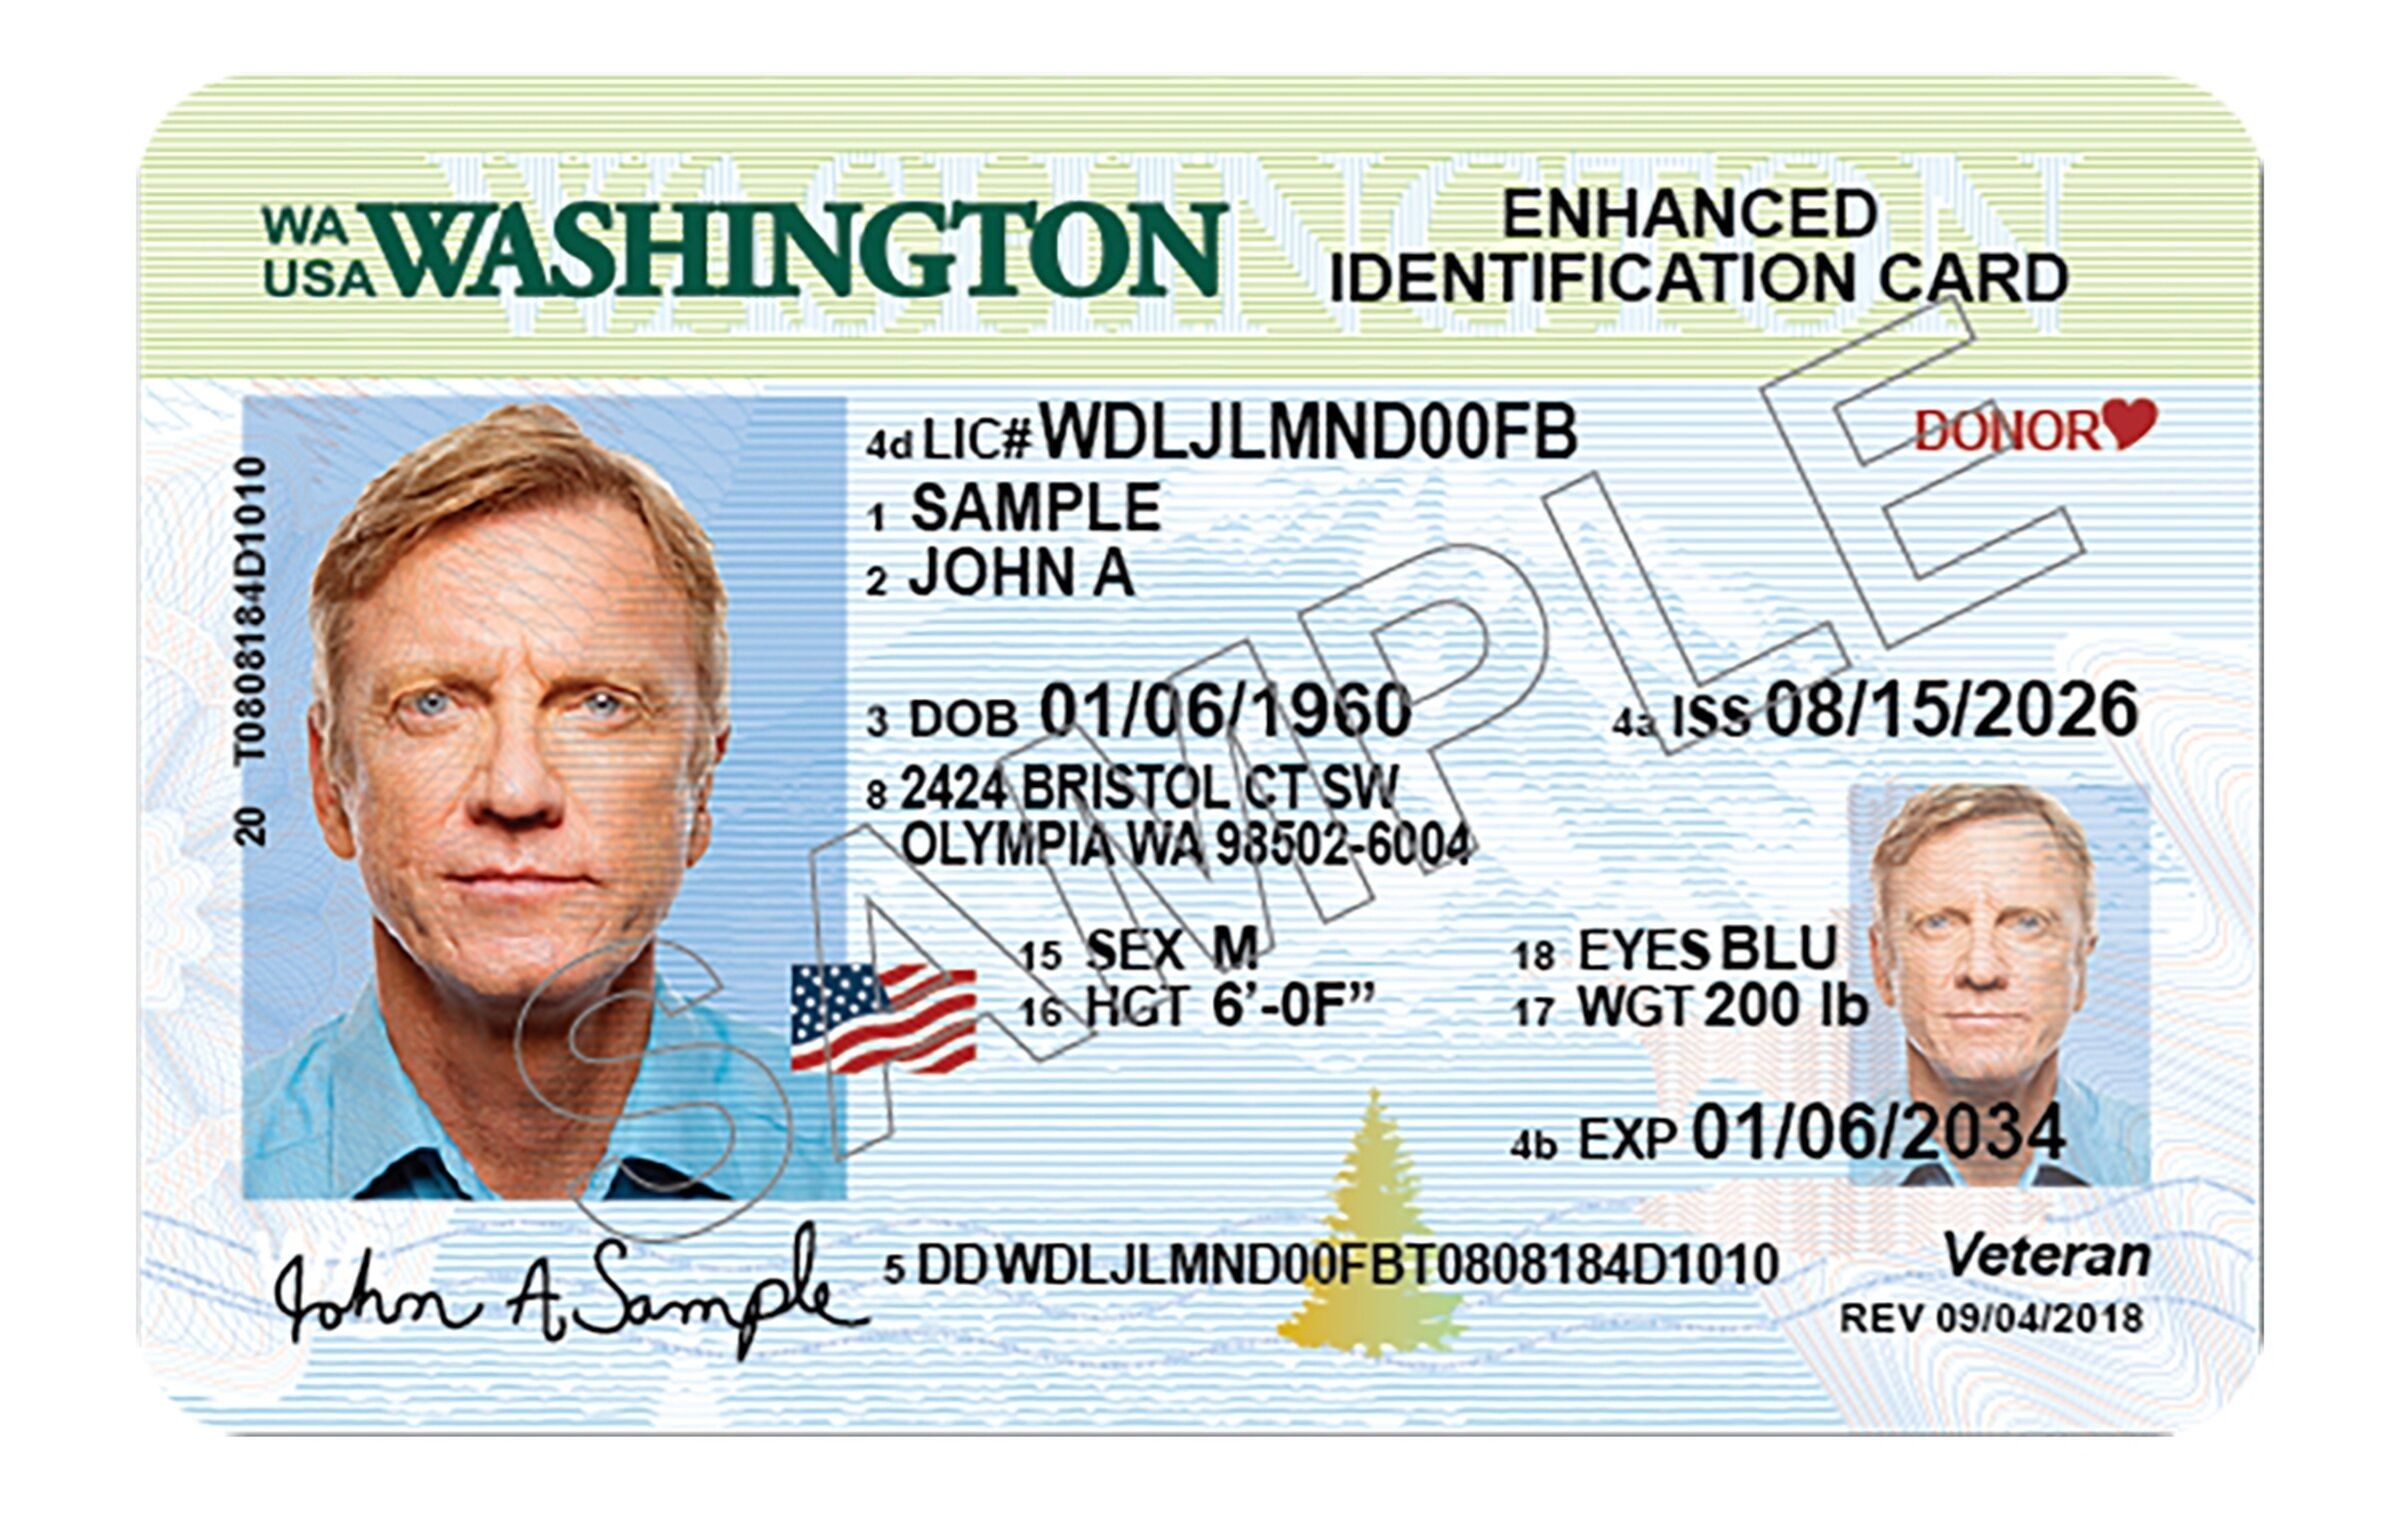 WASHINGTON
WA WASHINGTON
USA
ENHANCED
IDENTIFICATION CARD
4d LIC# WDLJLMND00FB
DONOR
1 SAMPLE
2 JOHN A
3 DOB 01/06/1960
4a ISS 08/15/2026
8 2424 BRISTOL CT SW
OLYMPIA WA 98502-6004
15 SEX M
18 EYES BLU
16 HGT 6’-0F”
17 WGT 200 lb
4b EXP 01/06/2034
20 T0808184D1010
SAMPLE
John A Sample
5 DD WDLJLMND00FBT0808184D1010
Veteran
REV 09/04/2018